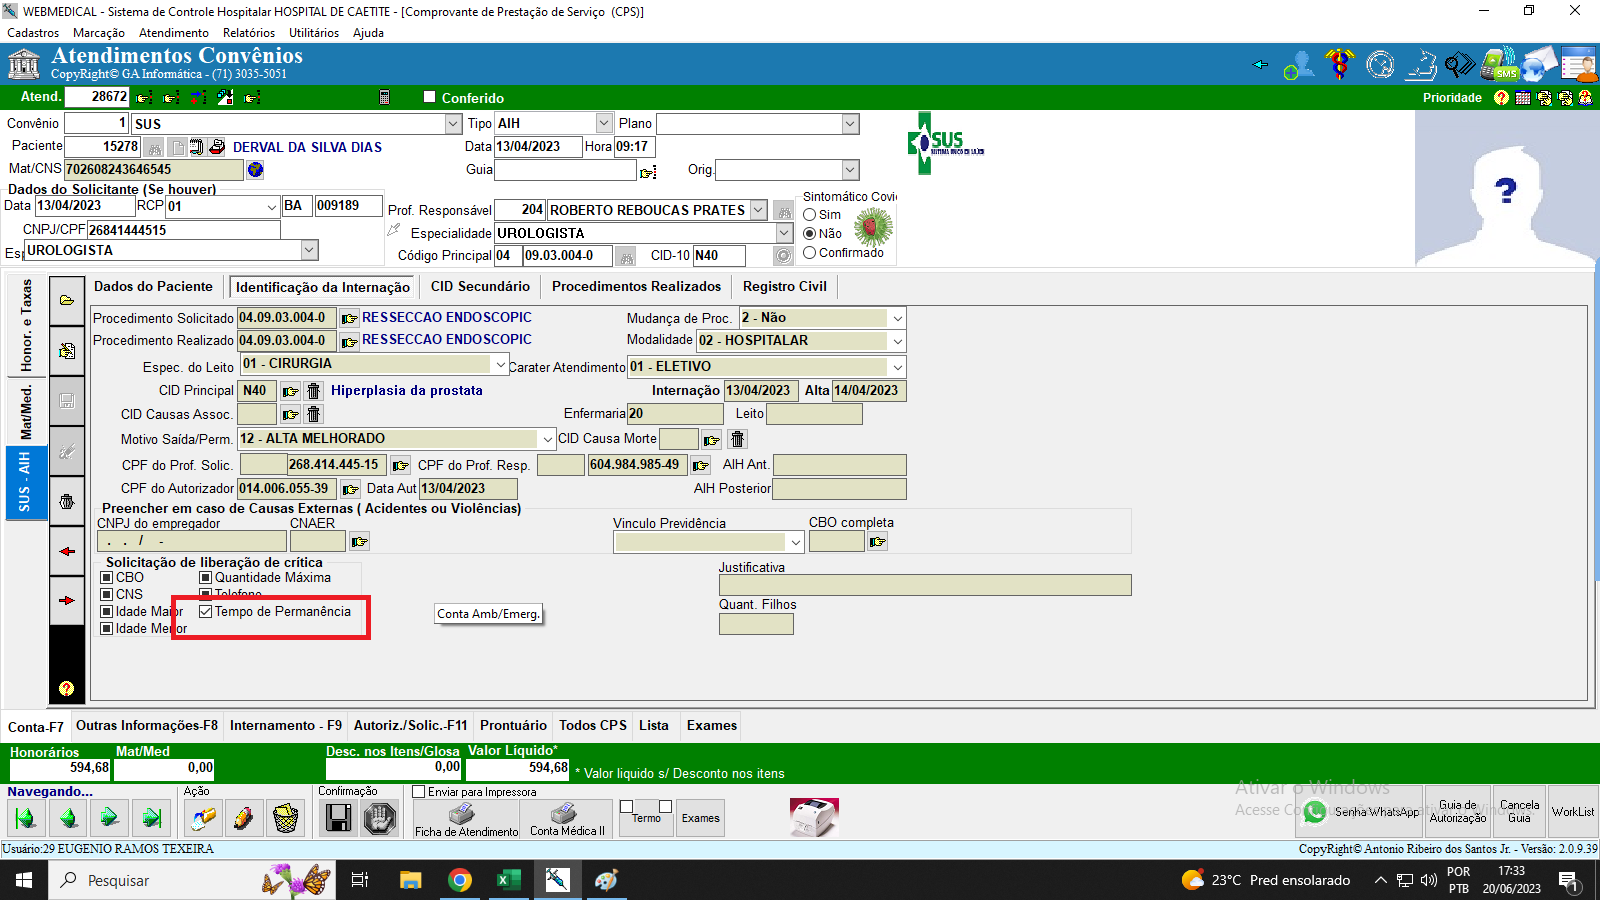 WEBMEDICAL - Sistema de Controle Hospitalar HOSPITAL DE CAETITE - [Comprovante de Prestação de Serviço  (CPS)]
Cadastros Marcação Atendimento Relatórios Utilitários Ajuda
Atendimentos Convênios
CopyRight© GA Informática - (71) 3035-5051
SMS
Atend. 28672 Conferido Prioridade
Convênio 1 SUS Tipo AIH Plano
Paciente 15278 DERVAL DA SILVA DIAS Data 13/04/2023 Hora 09:17
Mat/CNS 702608243646545 Guia Orig.
SUS
Dados do Solicitante (Se houver)
Data 13/04/2023 RCP 01 BA 009189
CNPJ/CPF 26841444515
Esp UROLOGISTA
Prof. Responsável 204 ROBERTO REBOUCAS PRATES
Especialidade UROLOGISTA
Código Principal 04 09.03.004-0 CID-10 N40
Sintomático Covi
Sim
Não
Confirmado
Honor. e Taxas
Mat/Med.
SUS - AIH
Dados do Paciente Identificação da Internação CID Secundário Procedimentos Realizados Registro Civil
Procedimento Solicitado 04.09.03.004-0 RESSECCAO ENDOSCOPIC Mudança de Proc. 2 - Não
Procedimento Realizado 04.09.03.004-0 RESSECCAO ENDOSCOPIC Modalidade 02 - HOSPITALAR
Espec. do Leito 01 - CIRURGIA Carater Atendimento 01 - ELETIVO
CID Principal N40 Hiperplasia da prostata Internação 13/04/2023 Alta 14/04/2023
CID Causas Assoc. Enfermaria 20 Leito
Motivo Saída/Perm. 12 - ALTA MELHORADO CID Causa Morte
CPF do Prof. Solic. 268.414.445-15 CPF do Prof. Resp. 604.984.985-49 AIH Ant.
CPF do Autorizador 014.006.055-39 Data Aut 13/04/2023 AIH Posterior
Preencher em caso de Causas Externas ( Acidentes ou Violências)
CNPJ do empregador CNAER Vinculo Previdência CBO completa
. . / -
Solicitação de liberação de crítica
CBO Quantidade Máxima
CNS Telefone
Idade Maior Tempo de Permanência
Idade Menor
Conta Amb/Emerg.
Justificativa
Quant. Filhos
Conta-F7 Outras Informações-F8 Internamento - F9 Autoriz./Solic.-F11 Prontuário Todos CPS Lista Exames
Honorários Mat/Med Desc. nos Itens/Glosa Valor Líquido*
594,68 0,00 0,00 594,68 * Valor liquido s/ Desconto nos itens
Navegando... Ação Confirmação Enviar para Impressora
Ficha de Atendimento Conta Médica II Termo Exames
Ativar o Windows
Senha WhatsApp Guia de Autorização Cancela Guia WorkList
Usuário:29 EUGENIO RAMOS TEXEIRA CopyRight© Antonio Ribeiro dos Santos Jr. - Versão: 2.0.9.39
Pesquisar 23°C Pred ensolarado POR PTB 17:33 20/06/2023 1